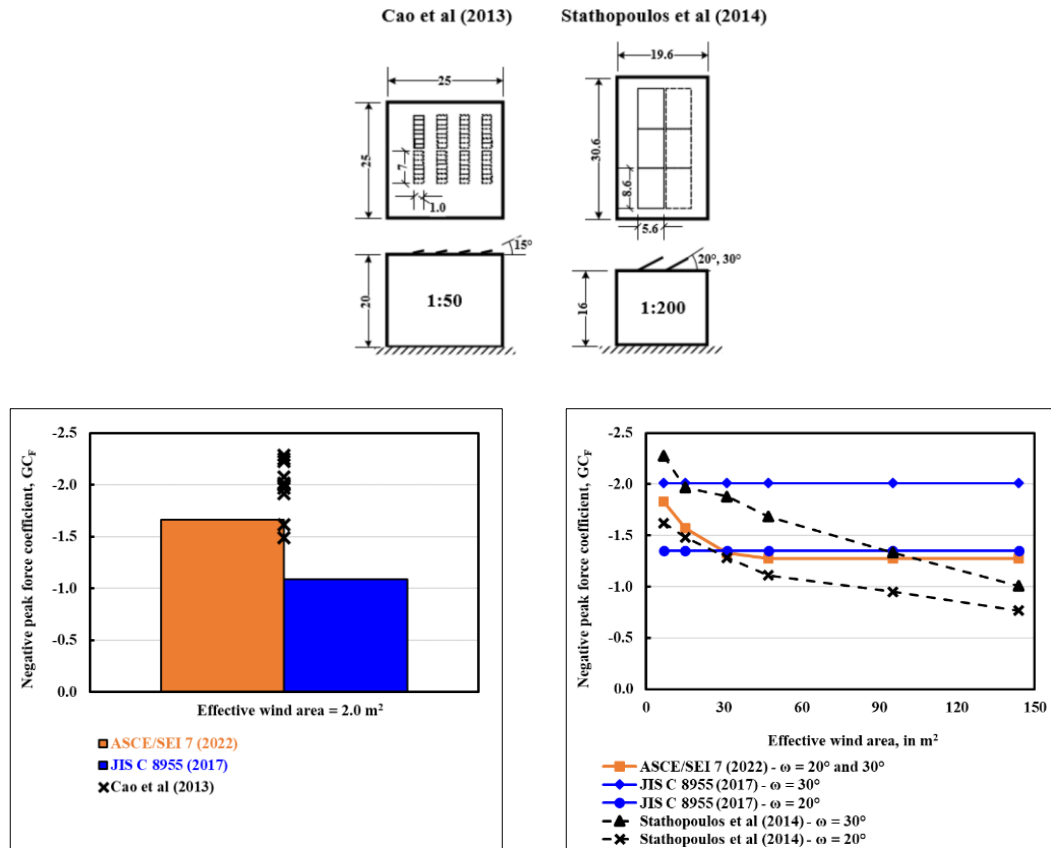 Cao et al (2013)
Stathopoulos et al (2014)
25
25
7
1.0
15°
20
1:50
19.6
30.6
8.6
5.6
20°, 30°
16
1:200
Negative peak force coefficient, GCF
-2.5
-2.0
-1.5
-1.0
-0.5
0.0
Effective wind area = 2.0 m²
ASCE/SEI 7 (2022)
JIS C 8955 (2017)
Cao et al (2013)
Negative peak force coefficient, GCF
-2.5
-2.0
-1.5
-1.0
-0.5
0.0
0 30 60 90 120 150
Effective wind area, in m²
ASCE/SEI 7 (2022) - ω = 20° and 30°
JIS C 8955 (2017) - ω = 30°
JIS C 8955 (2017) - ω = 20°
Stathopoulos et al (2014) - ω = 30°
Stathopoulos et al (2014) - ω = 20°